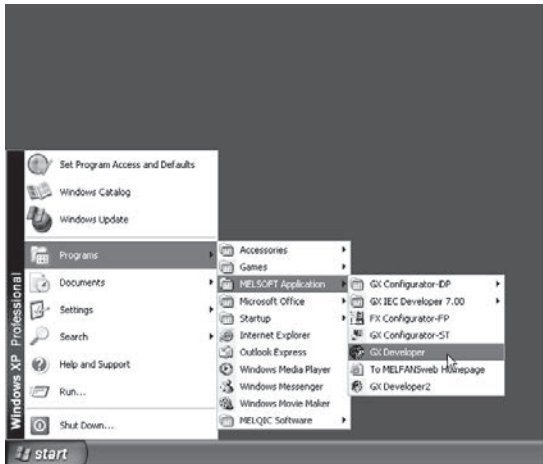 Set Program Access and Defaults
Windows Catalog
Windows Update
Programs
Documents
Settings
Search
Help and Support
Run...
Shut Down...
Windows XP Professional
Accessories
Games
MELSOFT Application
Microsoft Office
Startup
Internet Explorer
Outlook Express
Windows Media Player
Windows Messenger
Windows Movie Maker
MELQIC Software
GX Configurator-DP
GX IEC Developer 7.00
FX Configurator-FP
GX Configurator-ST
GX Developer
To MELFANSweb Homepage
GX Developer2
start